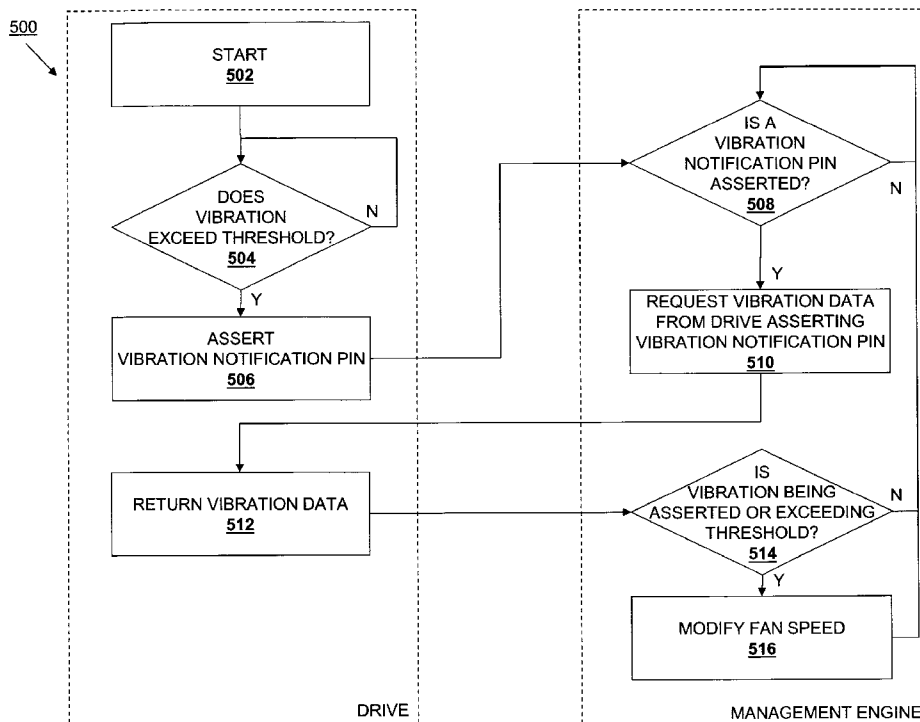 500
START
502
DOES
VIBRATION
EXCEED THRESHOLD?
504
N
Y
ASSERT
VIBRATION NOTIFICATION PIN
506
IS A
VIBRATION
NOTIFICATION PIN
ASSERTED?
508
N
Y
REQUEST VIBRATION DATA
FROM DRIVE ASSERTING
VIBRATION NOTIFICATION PIN
510
RETURN VIBRATION DATA
512
IS
VIBRATION BEING
ASSERTED OR EXCEEDING
THRESHOLD?
514
N
Y
MODIFY FAN SPEED
516
DRIVE
MANAGEMENT ENGINE